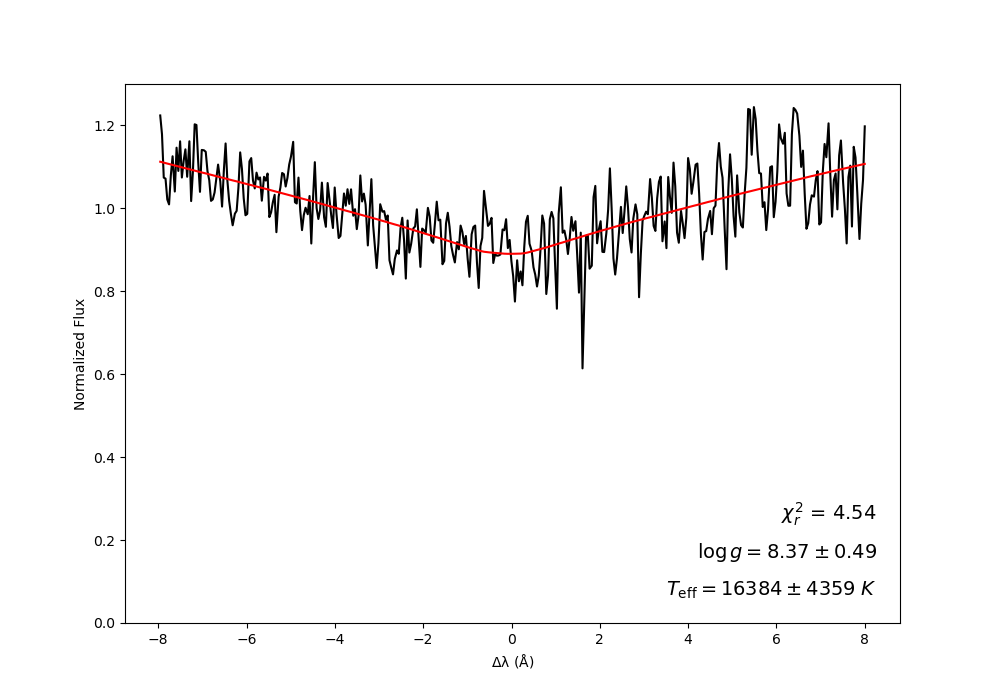 1.2
1.0
0.8
0.6
0.4
0.2
0.0
Normalized Flux
χ²ᵣ = 4.54
log g = 8.37 ± 0.49
T_eff = 16384 ± 4359 K
−8 −6 −4 −2 0 2 4 6 8
Δλ (Å)